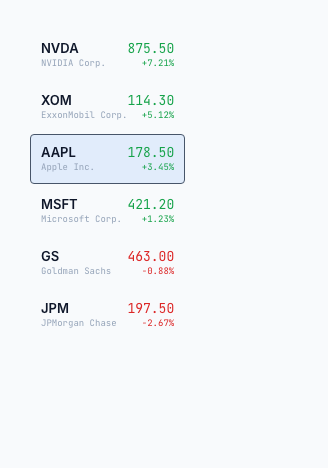 NVDA 875.50
NVIDIA Corp. +7.21%
XOM 114.30
ExxonMobil Corp. +5.12%
AAPL 178.50
Apple Inc. +3.45%
MSFT 421.20
Microsoft Corp. +1.23%
GS 463.00
Goldman Sachs -0.88%
JPM 197.50
JPMorgan Chase -2.67%